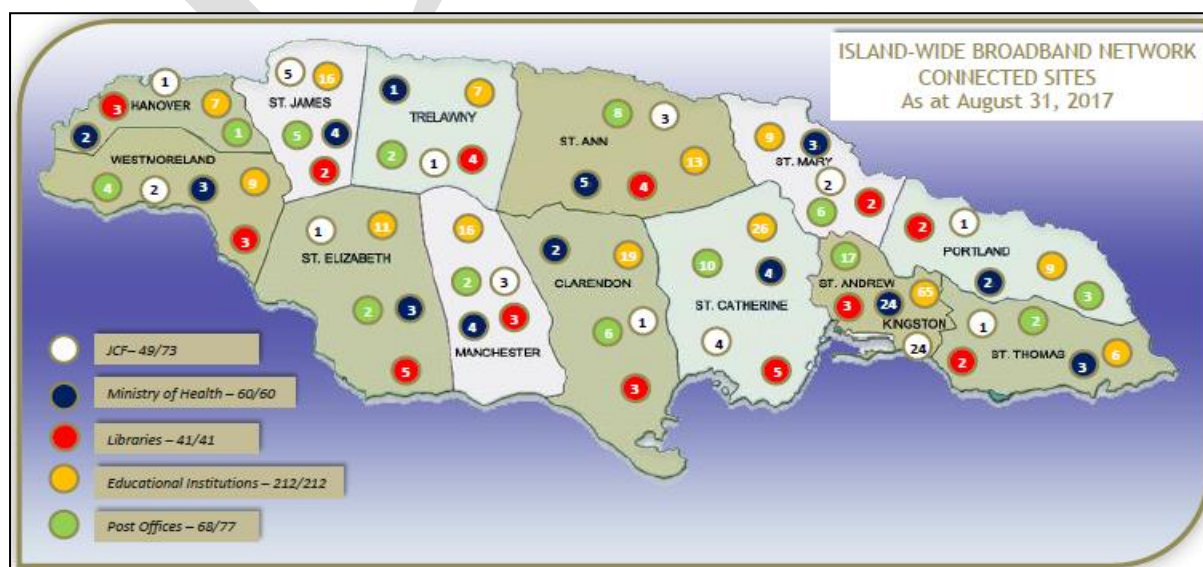 ISLAND-WIDE BROADBAND NETWORK
CONNECTED SITES
As at August 31, 2017
1
3
HANOVER
7
2
1
5
16
ST. JAMES
5
4
2
1
7
TRELAWNY
2
1
4
8
3
ST. ANN
13
5
4
9
3
ST. MARY
2
6
2
WESTMORELAND
4
2
3
9
3
1
11
ST. ELIZABETH
2
3
5
16
2
3
4
3
MANCHESTER
2
19
CLARENDON
6
1
3
26
10
4
ST. CATHERINE
4
5
17
ST. ANDREW
3
24
65
KINGSTON
24
2
1
PORTLAND
2
9
3
1
2
ST. THOMAS
2
3
6
JCF– 49/73
Ministry of Health – 60/60
Libraries – 41/41
Educational Institutions – 212/212
Post Offices – 68/77